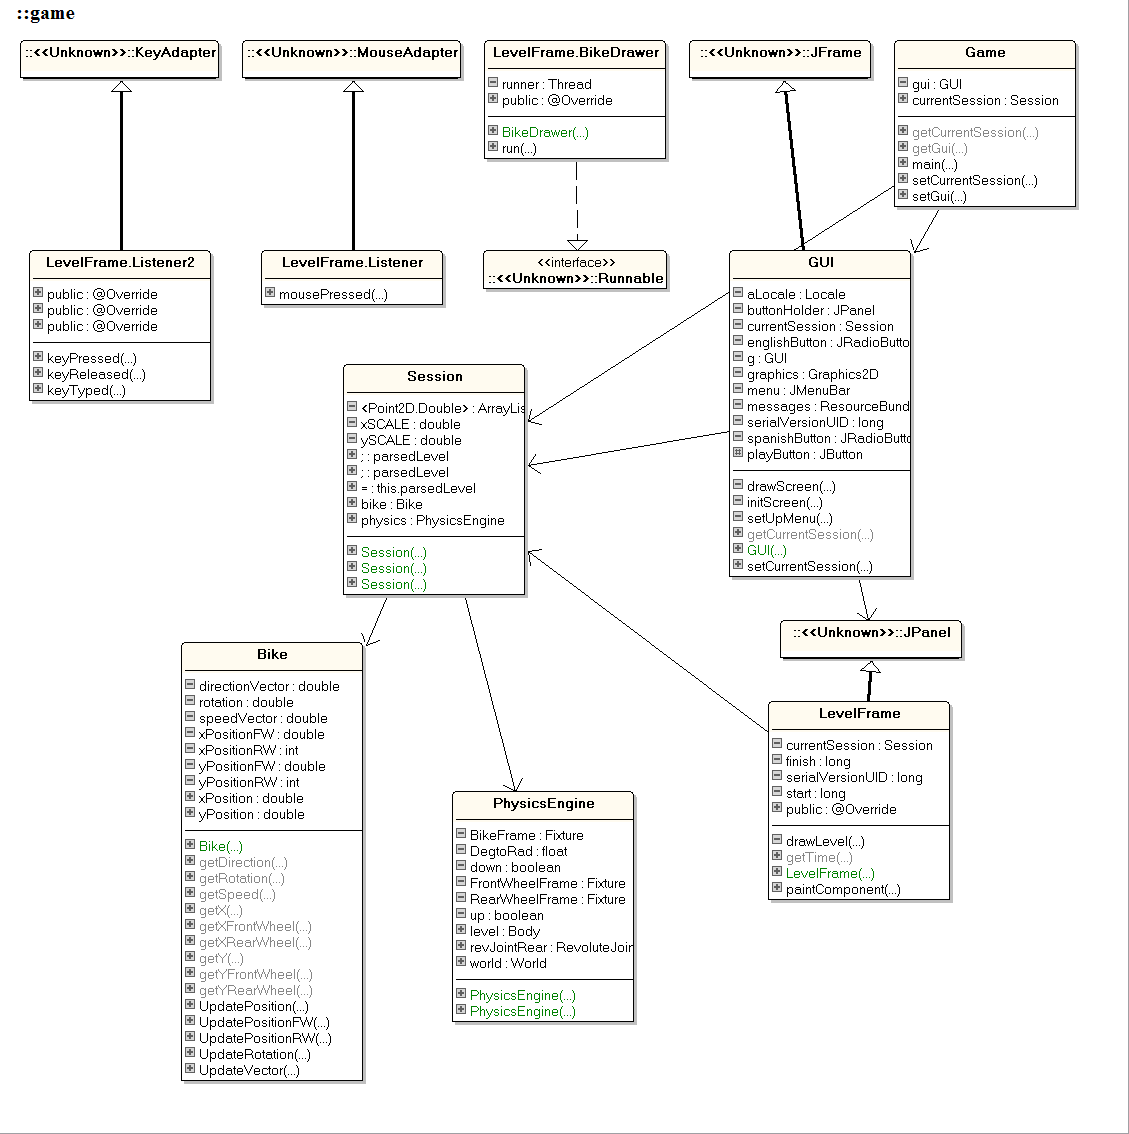 ::game
::<<Unknown>>::KeyAdapter
::<<Unknown>>::MouseAdapter
LevelFrame.BikeDrawer
runner : Thread
public : @Override
BikeDrawer(...)
run(...)
::<<Unknown>>::JFrame
Game
gui : GUI
currentSession : Session
getCurrentSession(...)
getGui(...)
main(...)
setCurrentSession(...)
setGui(...)
LevelFrame.Listener2
public : @Override
public : @Override
public : @Override
keyPressed(...)
keyReleased(...)
keyTyped(...)
LevelFrame.Listener
mousePressed(...)
<<interface>>
::<<Unknown>>::Runnable
GUI
aLocale : Locale
buttonHolder : JPanel
currentSession : Session
englishButton : JRadioButto
g : GUI
graphics : Graphics2D
menu : JMenuBar
messages : ResourceBund
serialVersionUID : long
spanishButton : JRadioButto
playButton : JButton
drawScreen(...)
initScreen(...)
setUpMenu(...)
getCurrentSession(...)
GUI(...)
setCurrentSession(...)
Session
<Point2D.Double> : ArrayLis
xSCALE : double
ySCALE : double
; : parsedLevel
; : parsedLevel
= : this.parsedLevel
bike : Bike
physics : PhysicsEngine
Session(...)
Session(...)
Session(...)
::<<Unknown>>::JPanel
Bike
directionVector : double
rotation : double
speedVector : double
xPositionFW : double
xPositionRW : int
yPositionFW : double
yPositionRW : int
xPosition : double
yPosition : double
Bike(...)
getDirection(...)
getRotation(...)
getSpeed(...)
getX(...)
getXFrontWheel(...)
getXRearWheel(...)
getY(...)
getYFrontWheel(...)
getYRearWheel(...)
UpdatePosition(...)
UpdatePositionFW(...)
UpdatePositionRW(...)
UpdateRotation(...)
UpdateVector(...)
PhysicsEngine
BikeFrame : Fixture
DegtoRad : float
down : boolean
FrontWheelFrame : Fixture
RearWheelFrame : Fixture
up : boolean
level : Body
revJointRear : RevoluteJoin
world : World
PhysicsEngine(...)
PhysicsEngine(...)
LevelFrame
currentSession : Session
finish : long
serialVersionUID : long
start : long
public : @Override
drawLevel(...)
getTime(...)
LevelFrame(...)
paintComponent(...)